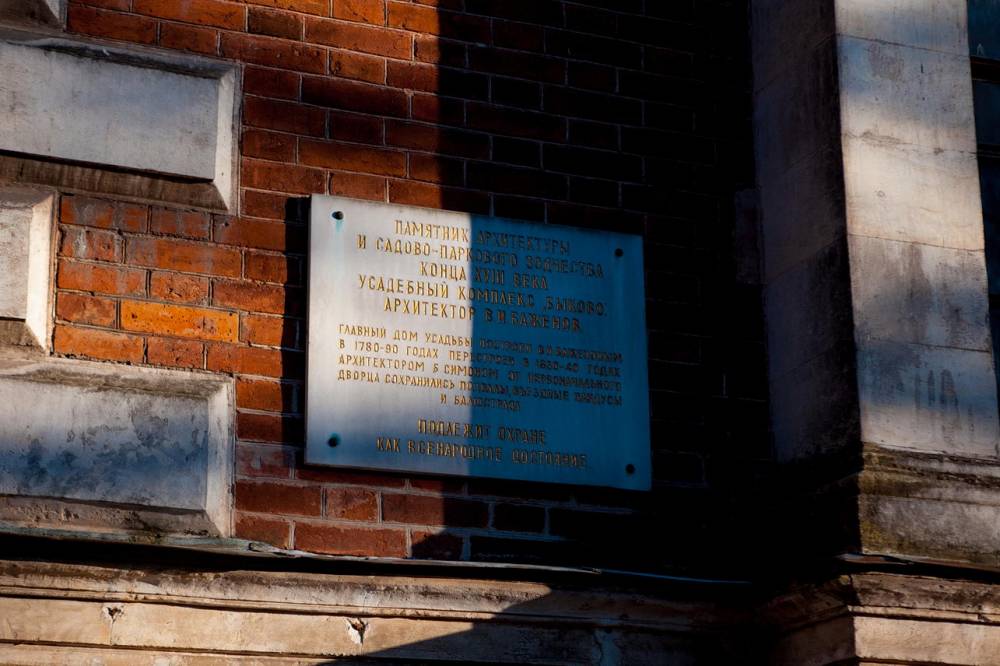 ПАМЯТНИК АРХИТЕКТУРЫ
И САДОВО-ПАРКОВОГО ЗОДЧЕСТВА
КОНЦА XVIII ВЕКА
УСАДЕБНЫЙ КОМПЛЕКС „БЫКОВО".
АРХИТЕКТОР В.И.БАЖЕНОВ.
ГЛАВНЫЙ ДОМ УСАДЬБЫ ПОСТРОЕН В.И.БАЖЕНОВЫМ
В 1780-90 ГОДАХ ПЕРЕСТРОЕН В 1830-40 ГОДАХ
АРХИТЕКТОРОМ Б.СИМОНОМ. ОТ ПЕРВОНАЧАЛЬНОГО
ДВОРЦА СОХРАНИЛИСЬ ПОДВАЛЫ, ВЪЕЗДНЫЕ ПАНДУСЫ
И БАЛЮСТРАДА
ПОДЛЕЖИТ ОХРАНЕ
КАК ВСЕНАРОДНОЕ ДОСТОЯНИЕ.